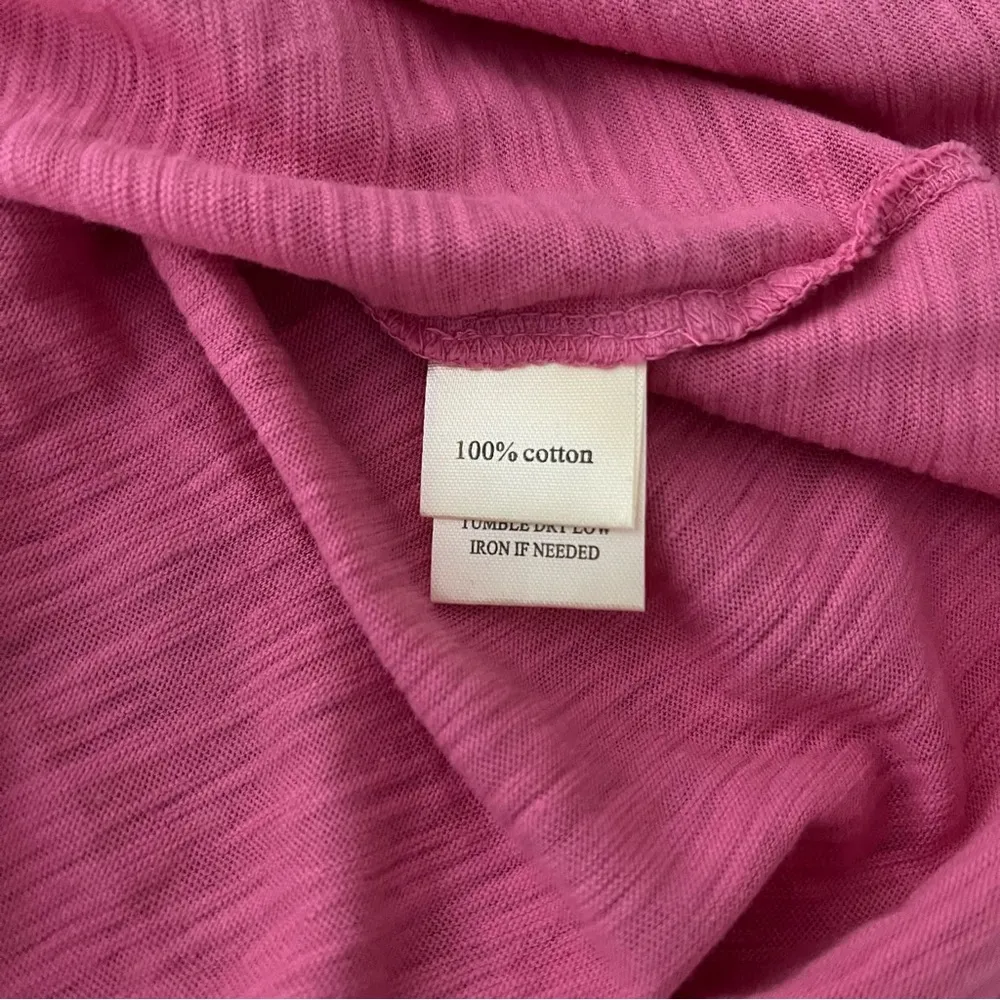 100% cotton
TUMBLE DRY LOW
IRON IF NEEDED